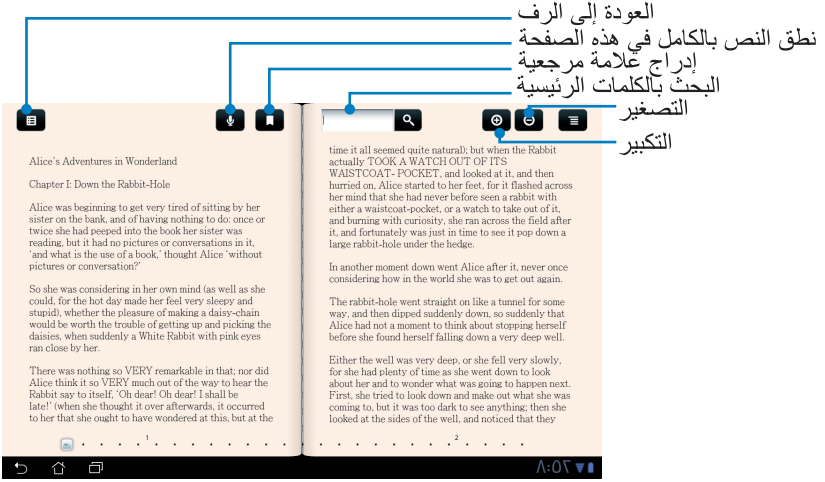 العودة إلى الرف
نطق النص بالكامل في هذه الصفحة
إدراج علامة مرجعية
البحث بالكلمات الرئيسية
التصغير
التكبير
Alice's Adventures in Wonderland
Chapter I: Down the Rabbit-Hole
Alice was beginning to get very tired of sitting by her
sister on the bank, and of having nothing to do: once or
twice she had peeped into the book her sister was
reading, but it had no pictures or conversations in it,
'and what is the use of a book,' thought Alice 'without
pictures or conversation?'
So she was considering in her own mind (as well as she
could, for the hot day made her feel very sleepy and
stupid), whether the pleasure of making a daisy-chain
would be worth the trouble of getting up and picking the
daisies, when suddenly a White Rabbit with pink eyes
ran close by her.
There was nothing so VERY remarkable in that; nor did
Alice think it so VERY much out of the way to hear the
Rabbit say to itself, 'Oh dear! Oh dear! I shall be
late!' (when she thought it over afterwards, it occurred
to her that she ought to have wondered at this, but at the
1
time it all seemed quite natural); but when the Rabbit
actually TOOK A WATCH OUT OF ITS
WAISTCOAT- POCKET, and looked at it, and then
hurried on, Alice started to her feet, for it flashed across
her mind that she had never before seen a rabbit with
either a waistcoat-pocket, or a watch to take out of it,
and burning with curiosity, she ran across the field after
it, and fortunately was just in time to see it pop down a
large rabbit-hole under the hedge.
In another moment down went Alice after it, never once
considering how in the world she was to get out again.
The rabbit-hole went straight on like a tunnel for some
way, and then dipped suddenly down, so suddenly that
Alice had not a moment to think about stopping herself
before she found herself falling down a very deep well.
Either the well was very deep, or she fell very slowly,
for she had plenty of time as she went down to look
about her and to wonder what was going to happen next.
First, she tried to look down and make out what she was
coming to, but it was too dark to see anything; then she
looked at the sides of the well, and noticed that they
2
٨:٥٦